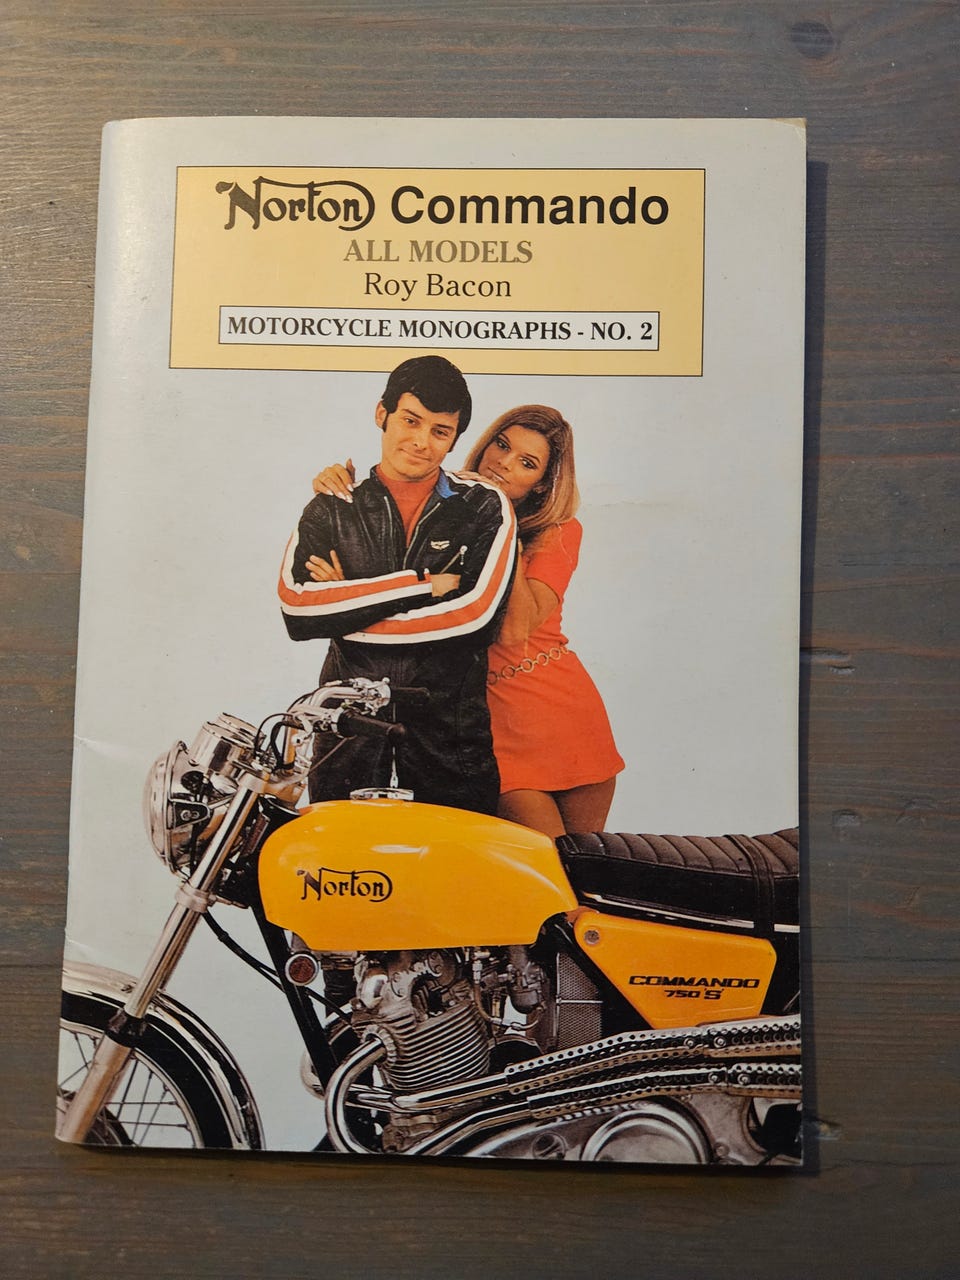 Norton Commando
ALL MODELS
Roy Bacon
MOTORCYCLE MONOGRAPHS - NO. 2
Norton
COMMANDO
750 'S'